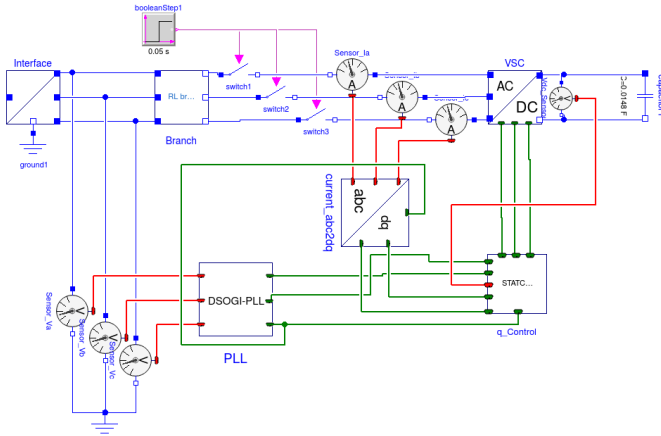 booleanStep1
0.05 s
Interface
Sensor_Ia
VSC
switch1
switch2
switch3
RL br...
Branch
ground1
A
A
A
AC
DC
C=0.0148 F
current_abc2dq
abc
dq
DSOGI-PLL
PLL
STATC...
q_Control
Sensor_Va
Sensor_Vb
Sensor_Vc
V
V
V
V